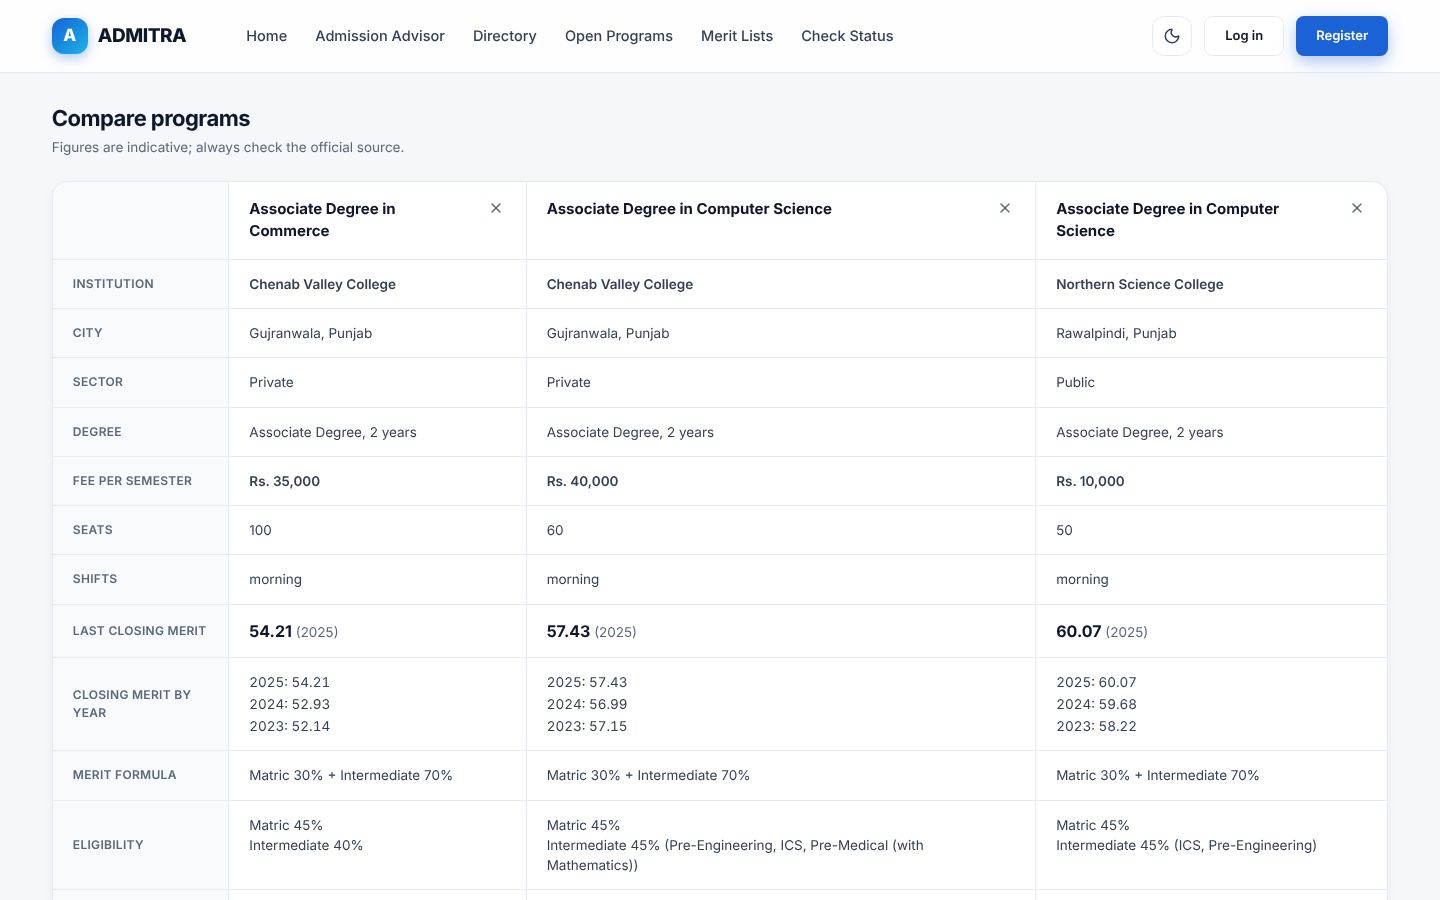 A ADMITRA Home Admission Advisor Directory Open Programs Merit Lists Check Status Log in Register
Compare programs
Figures are indicative; always check the official source.
Associate Degree in Commerce
Associate Degree in Computer Science
Associate Degree in Computer Science
INSTITUTION Chenab Valley College Chenab Valley College Northern Science College
CITY Gujranwala, Punjab Gujranwala, Punjab Rawalpindi, Punjab
SECTOR Private Private Public
DEGREE Associate Degree, 2 years Associate Degree, 2 years Associate Degree, 2 years
FEE PER SEMESTER Rs. 35,000 Rs. 40,000 Rs. 10,000
SEATS 100 60 50
SHIFTS morning morning morning
LAST CLOSING MERIT 54.21 (2025) 57.43 (2025) 60.07 (2025)
CLOSING MERIT BY YEAR
2025: 54.21 2025: 57.43 2025: 60.07
2024: 52.93 2024: 56.99 2024: 59.68
2023: 52.14 2023: 57.15 2023: 58.22
MERIT FORMULA Matric 30% + Intermediate 70% Matric 30% + Intermediate 70% Matric 30% + Intermediate 70%
ELIGIBILITY
Matric 45% Matric 45% Matric 45%
Intermediate 40% Intermediate 45% (Pre-Engineering, ICS, Pre-Medical (with Intermediate 45% (ICS, Pre-Engineering)
Mathematics))